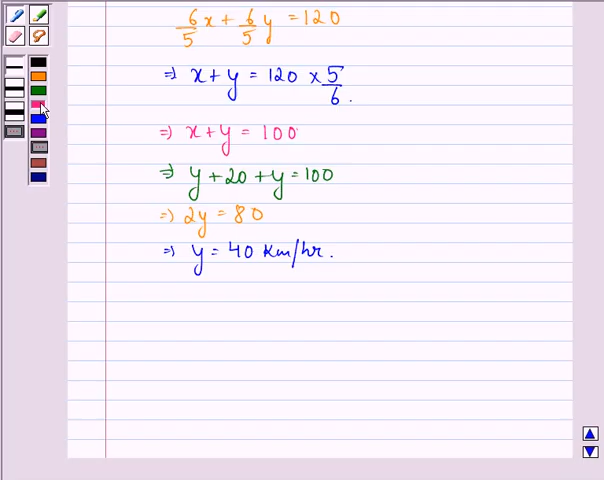 6/5 x + 6/5 y = 120
⇒ x + y = 120 × 5/6.
⇒ x + y = 100
⇒ y + 20 + y = 100
⇒ 2y = 80
⇒ y = 40 Km/hr.